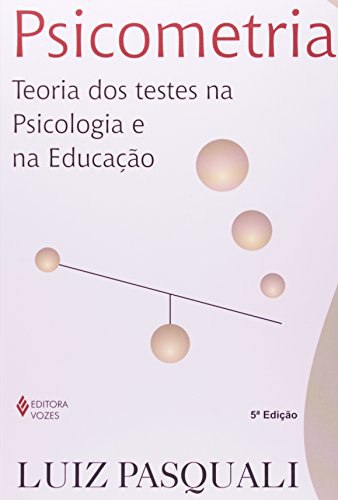 Psicometria
Teoria dos testes na
Psicologia e
na Educação
EDITORA
VOZES
5ª Edição
LUIZ PASQUALI